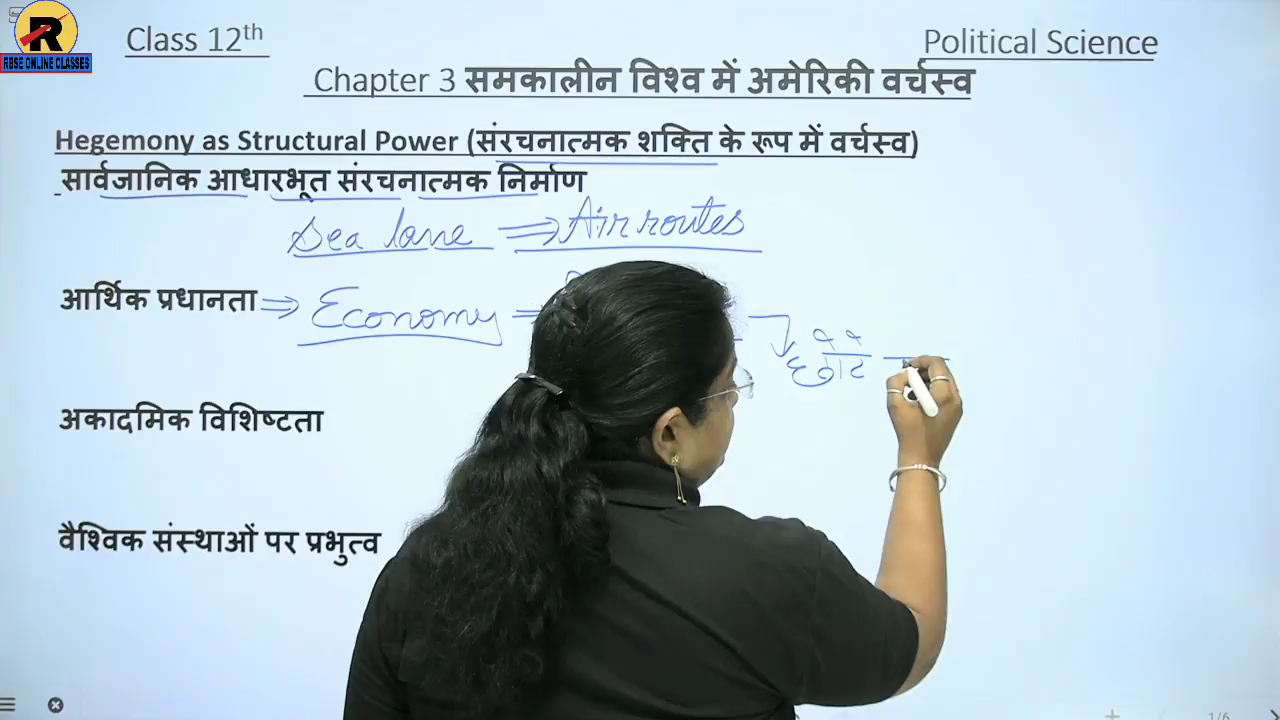 R
RBSE ONLINE CLASSES
Class 12th
Political Science
Chapter 3 समकालीन विश्व में अमेरिकी वर्चस्व
Hegemony as Structural Power (संरचनात्मक शक्ति के रूप में वर्चस्व)
सार्वजानिक आधारभूत संरचनात्मक निर्माण
Sea lane ⇒ Air routes
आर्थिक प्रधानता ⇒ Economy ⇒
अकादमिक विशिष्टता
वैश्विक संस्थाओं पर प्रभुत्व
1/6